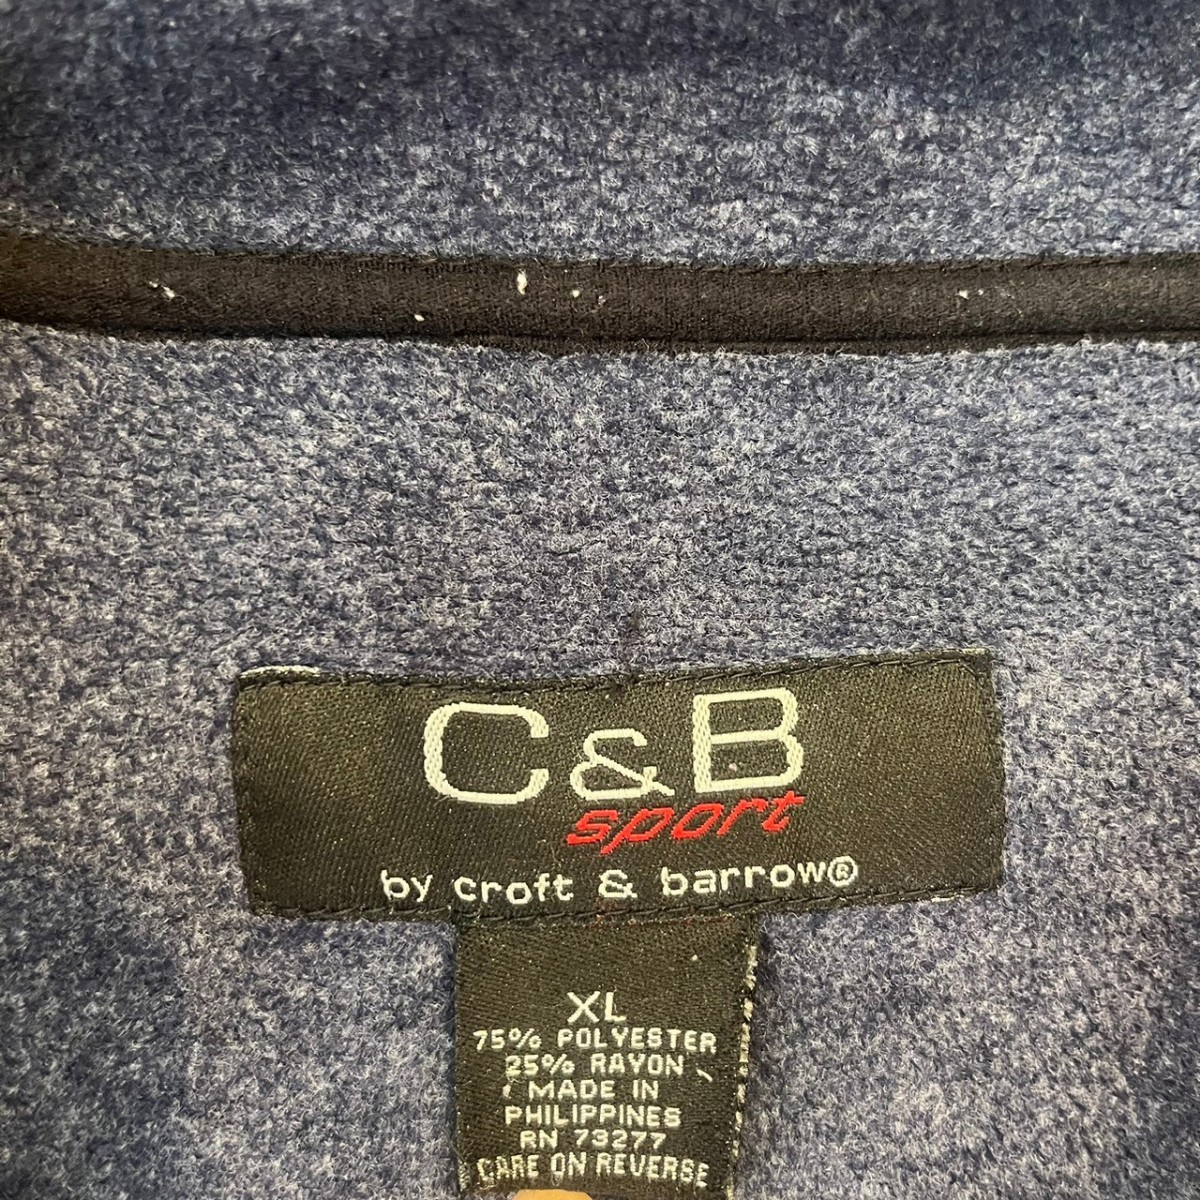 C&B
sport
by croft & barrow®
XL
75% POLYESTER
25% RAYON
MADE IN
PHILIPPINES
RN 73277
CARE ON REVERSE